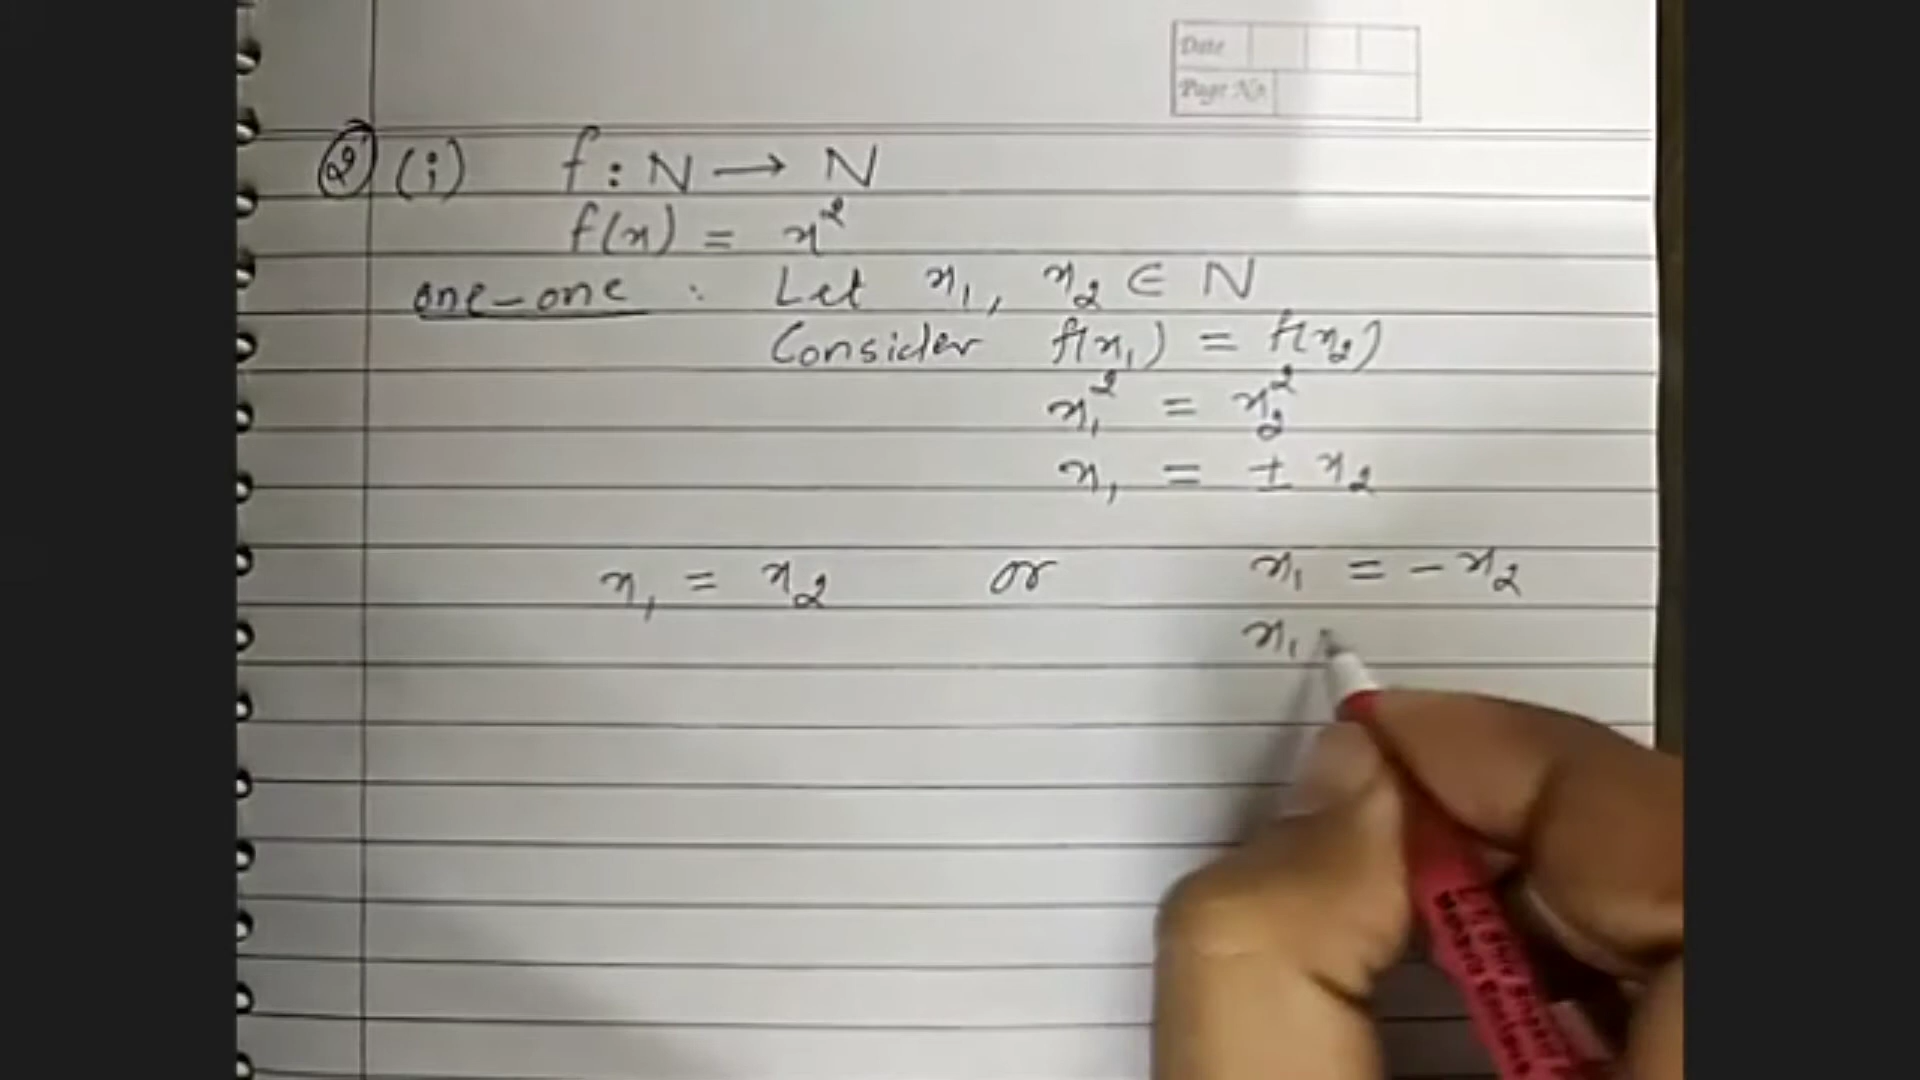 Date
Page No.
② (i) f : N → N
f(x) = x²
one-one : Let x₁, x₂ ∈ N
Consider f(x₁) = f(x₂)
x₁² = x₂²
x₁ = ± x₂
x₁ = x₂ or x₁ = - x₂
x₁